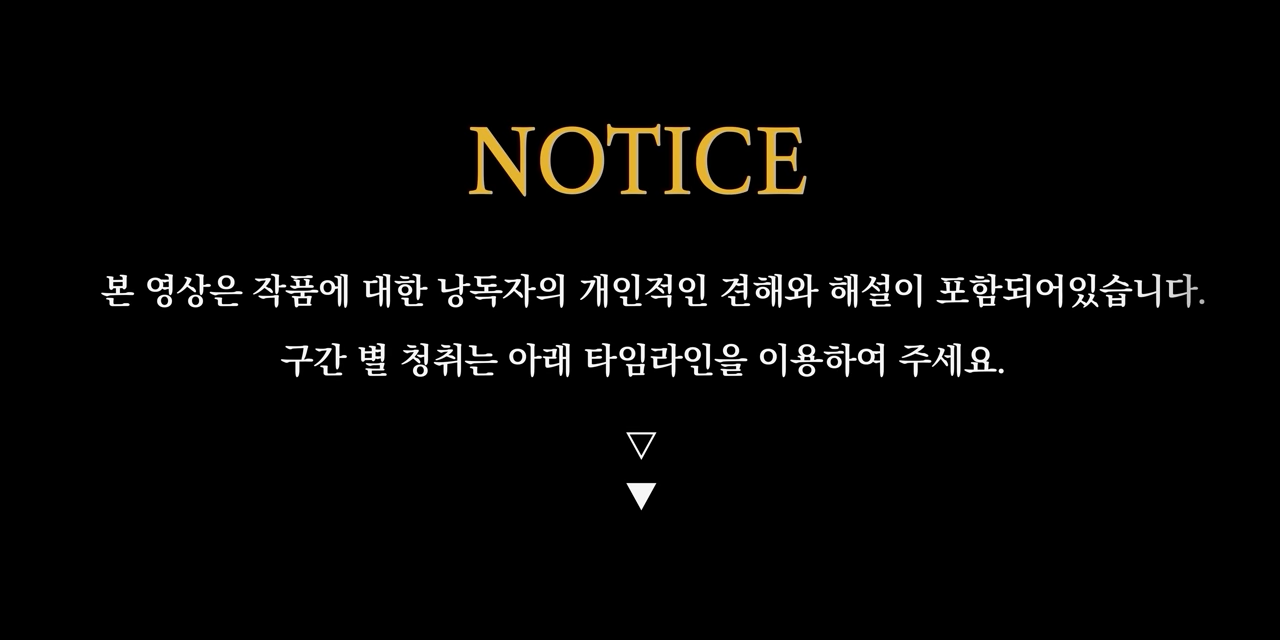 NOTICE
본 영상은 작품에 대한 낭독자의 개인적인 견해와 해설이 포함되어있습니다.
구간 별 청취는 아래 타임라인을 이용하여 주세요.
▽
▼